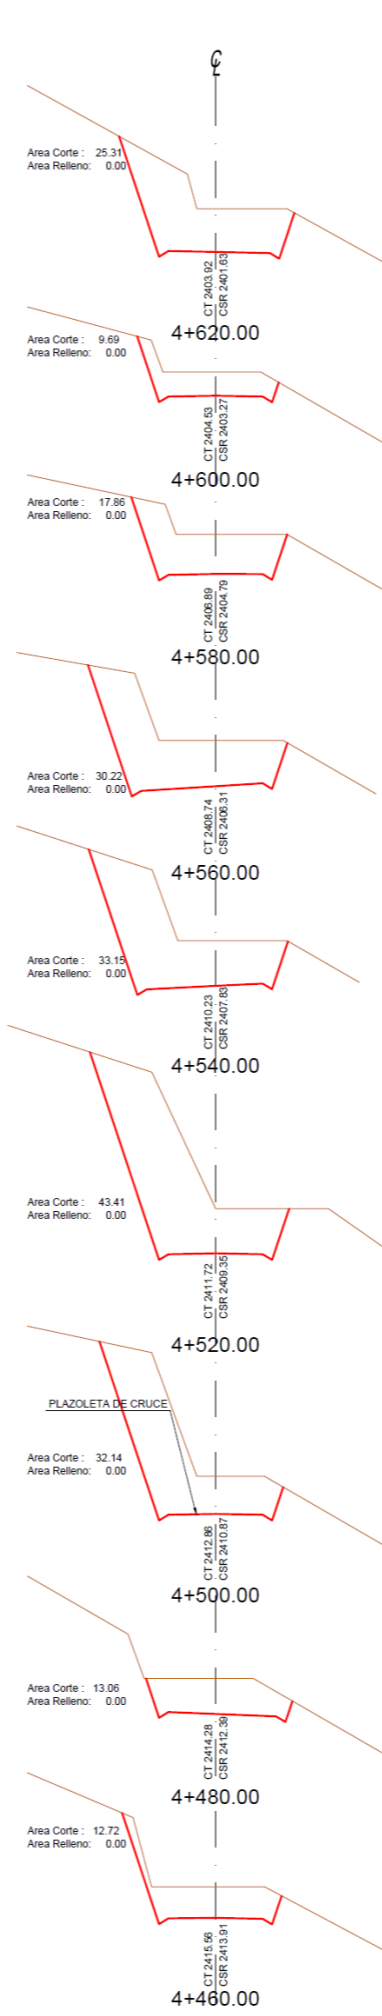 ℄
Area Corte : 25.31
Area Relleno: 0.00
CT 2403.92
CSR 2401.63
4+620.00
Area Corte : 9.69
Area Relleno: 0.00
CT 2404.53
CSR 2403.27
4+600.00
Area Corte : 17.86
Area Relleno: 0.00
CT 2406.89
CSR 2404.79
4+580.00
Area Corte : 30.22
Area Relleno: 0.00
CT 2408.74
CSR 2406.31
4+560.00
Area Corte : 33.15
Area Relleno: 0.00
CT 2410.23
CSR 2407.83
4+540.00
Area Corte : 43.41
Area Relleno: 0.00
CT 2411.72
CSR 2409.35
4+520.00
PLAZOLETA DE CRUCE
Area Corte : 32.14
Area Relleno: 0.00
CT 2412.86
CSR 2410.87
4+500.00
Area Corte : 13.06
Area Relleno: 0.00
CT 2414.28
CSR 2412.39
4+480.00
Area Corte : 12.72
Area Relleno: 0.00
CT 2415.56
CSR 2413.91
4+460.00